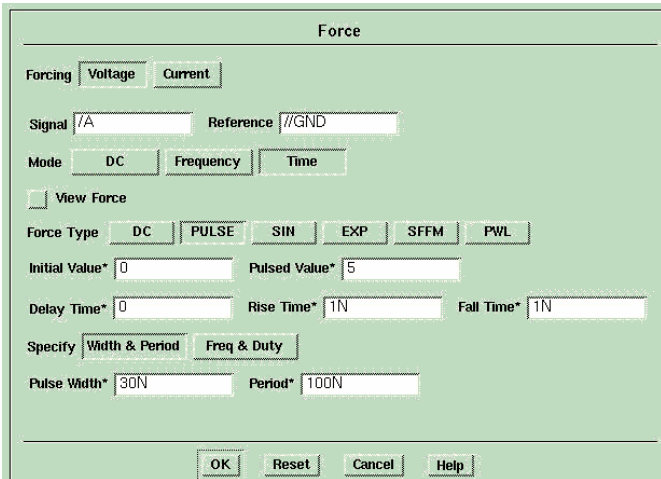 Force
Forcing Voltage Current
Signal /A Reference //GND
Mode DC Frequency Time
View Force
Force Type DC PULSE SIN EXP SFFM PWL
Initial Value* 0 Pulsed Value* 5
Delay Time* 0 Rise Time* 1N Fall Time* 1N
Specify Width & Period Freq & Duty
Pulse Width* 30N Period* 100N
OK Reset Cancel Help